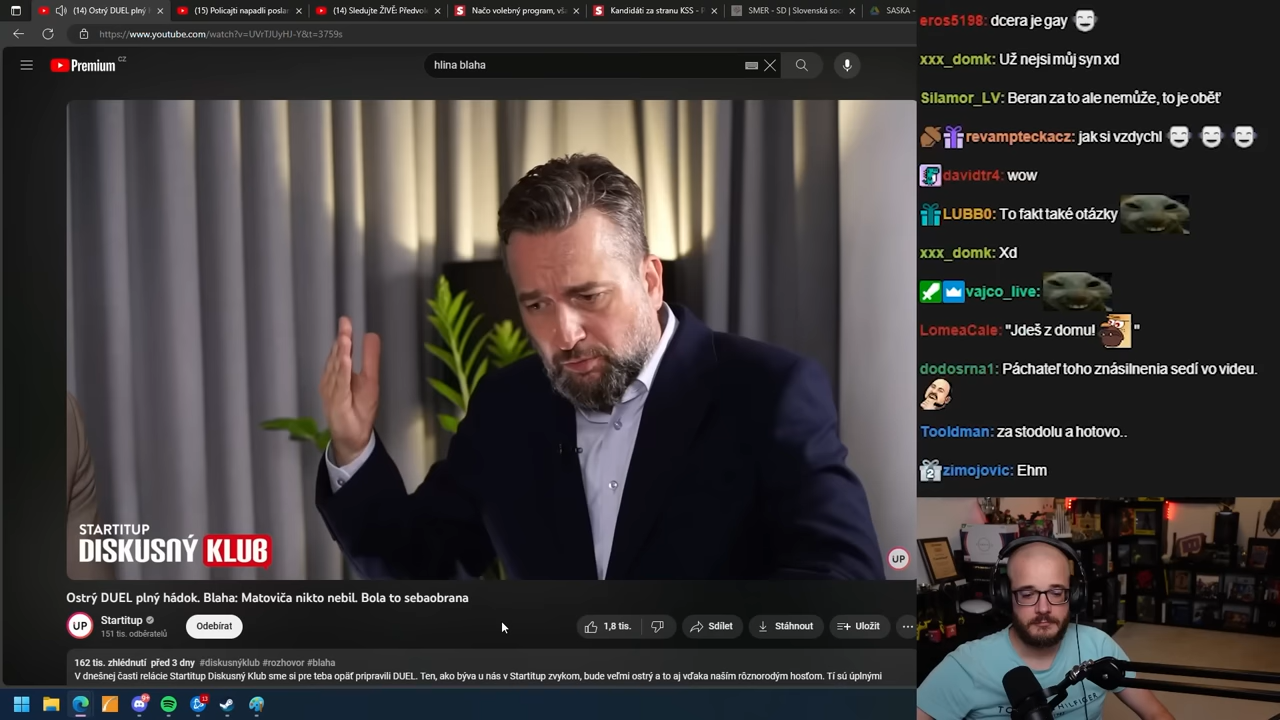 (14) Ostrý DUEL plný h
(15) Policajti napadli poslan
(14) Sledujte ŽIVĚ: Předvol
Načo volebný program, vš
Kandidáti za stranu KSS - P
SMER - SD | Slovenská soc
SASKA -
https://www.youtube.com/watch?v=UVrTJUyHJ-Y&t=3759s
Premium CZ
hlina blaha
STARTITUP
DISKUSNÝ KLUB
UP
Ostrý DUEL plný hádok. Blaha: Matoviča nikto nebil. Bola to sebaobrana
UP
Startitup
151 tis. odběratelů
Odebírat
1,8 tis.
Sdílet
Stáhnout
Uložit
162 tis. zhlédnutí před 3 dny #diskusnýklub #rozhovor #blaha
V dnešnej časti relácie Startitup Diskusný Klub sme si pre teba opäť pripravili DUEL. Ten, ako býva u nás v Startitup zvykom, bude veľmi ostrý a to aj vďaka našim rôznorodým hosťom. Tí sú úplnými
eros5198: dcera je gay
xxx_domk: Už nejsi můj syn xd
Silamor_LV: Beran za to ale nemůže, to je oběť
revampteckacz: jak si vzdychl
davidtr4: wow
LUBB0: To fakt také otázky
xxx_domk: Xd
vajco_live:
LomeaCale: "Jdeš z domu! "
dodosrna1: Páchateľ toho znásilnenia sedí vo videu.
Tooldman: za stodolu a hotovo..
2
zimojovic: Ehm